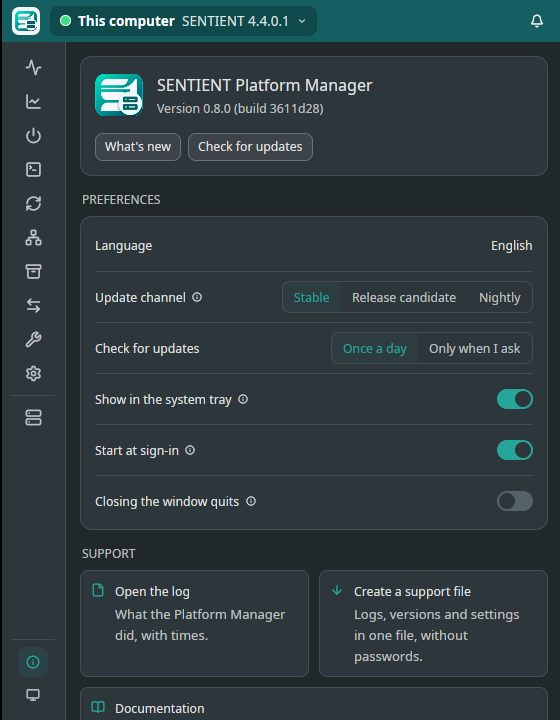 This computer SENTIENT 4.4.0.1
SENTIENT Platform Manager
Version 0.8.0 (build 3611d28)
What's new
Check for updates
PREFERENCES
Language
English
Update channel
Stable
Release candidate
Nightly
Check for updates
Once a day
Only when I ask
Show in the system tray
Start at sign-in
Closing the window quits
SUPPORT
Open the log
What the Platform Manager
did, with times.
Create a support file
Logs, versions and settings
in one file, without
passwords.
Documentation